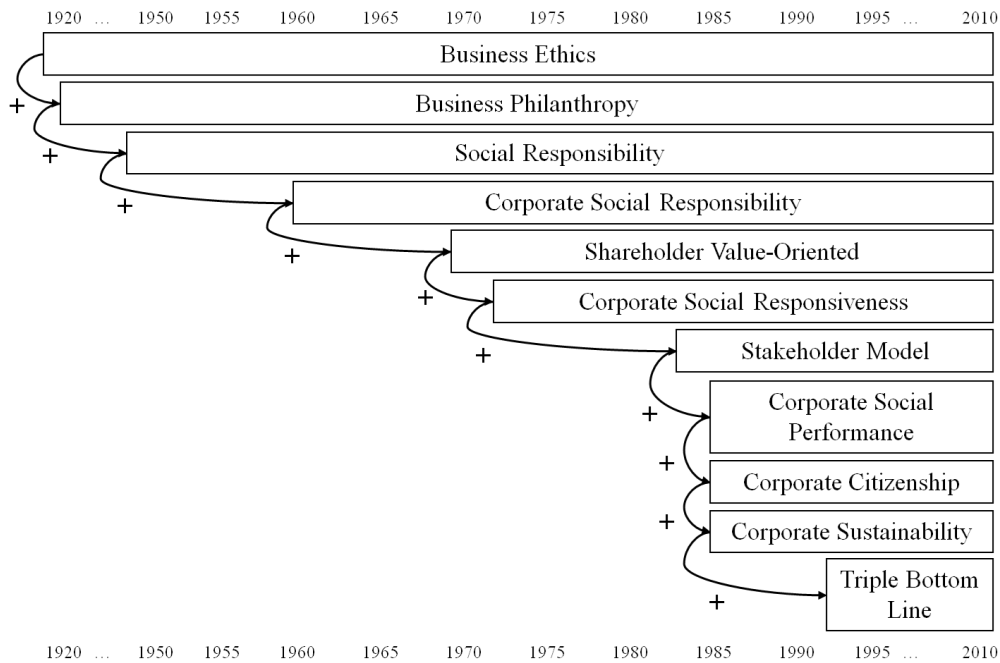 1920 ... 1950 1955 1960 1965 1970 1975 1980 1985 1990 1995 ... 2010
Business Ethics
+
Business Philanthropy
+
Social Responsibility
+
Corporate Social Responsibility
+
Shareholder Value-Oriented
+
Corporate Social Responsiveness
+
Stakeholder Model
+
Corporate Social
Performance
+
Corporate Citizenship
+
Corporate Sustainability
+
Triple Bottom
Line
1920 ... 1950 1955 1960 1965 1970 1975 1980 1985 1990 1995 ... 2010